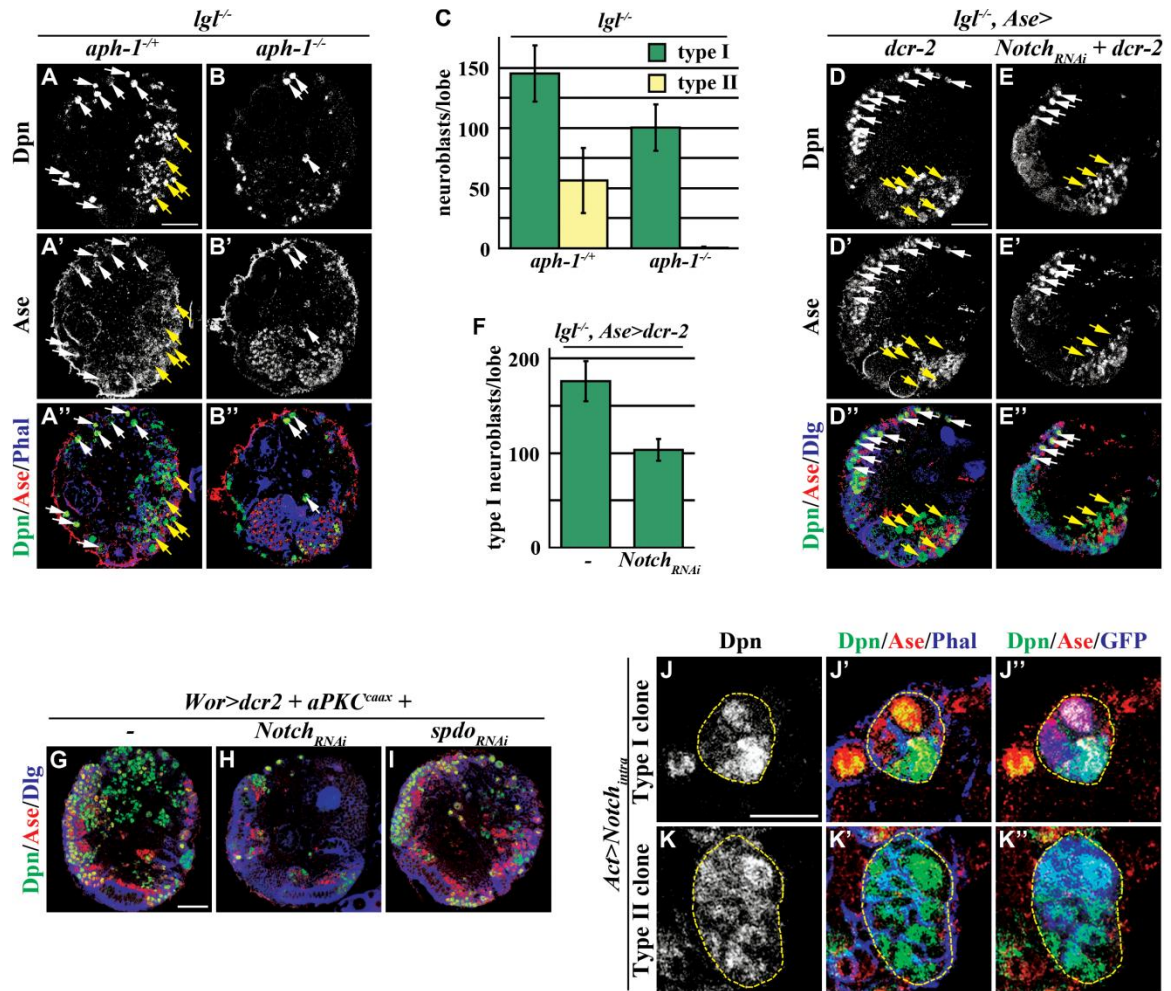 lgl-/-
aph-1-/+ aph-1-/-
A B
Dpn
A' B'
Ase
A'' B''
Dpn/Ase/Phal
C
lgl-/-
type I
type II
neuroblasts/lobe
150
100
50
0
aph-1-/+ aph-1-/-
F
lgl-/-, Ase>dcr-2
type I neuroblasts/lobe
200
100
0
- NotchRNAi
lgl-/-, Ase>
dcr-2 NotchRNAi + dcr-2
D E
Dpn
D' E'
Ase
D'' E''
Dpn/Ase/Dlg
Wor>dcr2 + aPKCcaax +
- NotchRNAi spdoRNAi
G H I
Dpn/Ase/Dlg
Dpn Dpn/Ase/Phal Dpn/Ase/GFP
Act>Notchintra
Type I clone
J J' J''
Type II clone
K K' K''